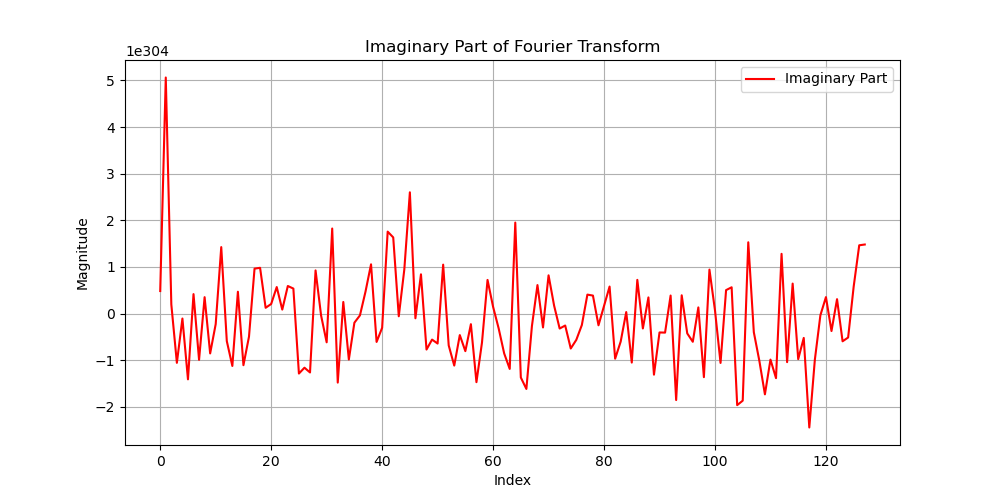 Imaginary Part of Fourier Transform
1e304
Imaginary Part
5
4
3
2
1
0
−1
−2
Magnitude
0 20 40 60 80 100 120
Index